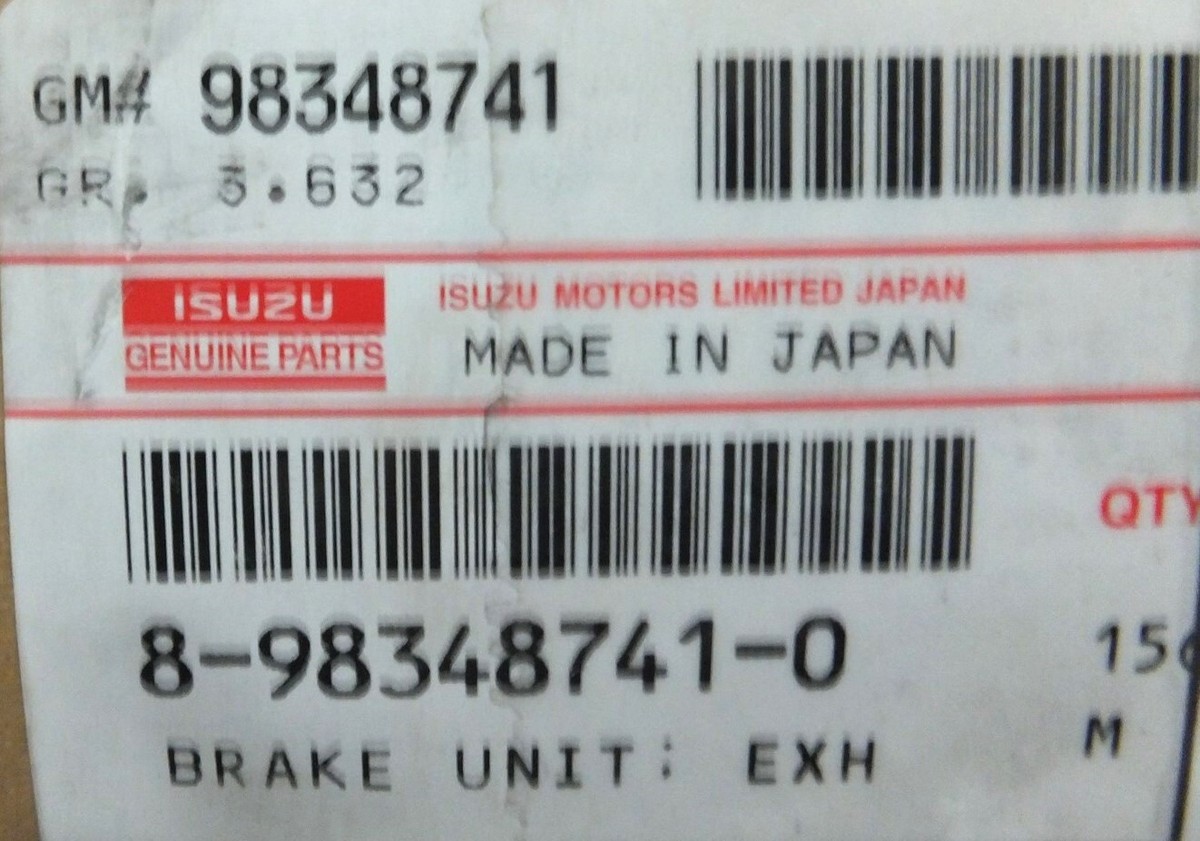 GM# 98348741
GR. 3.632
ISUZU
GENUINE PARTS
ISUZU MOTORS LIMITED JAPAN
MADE IN JAPAN
QTY
8-98348741-0
15
M
BRAKE UNIT; EXH